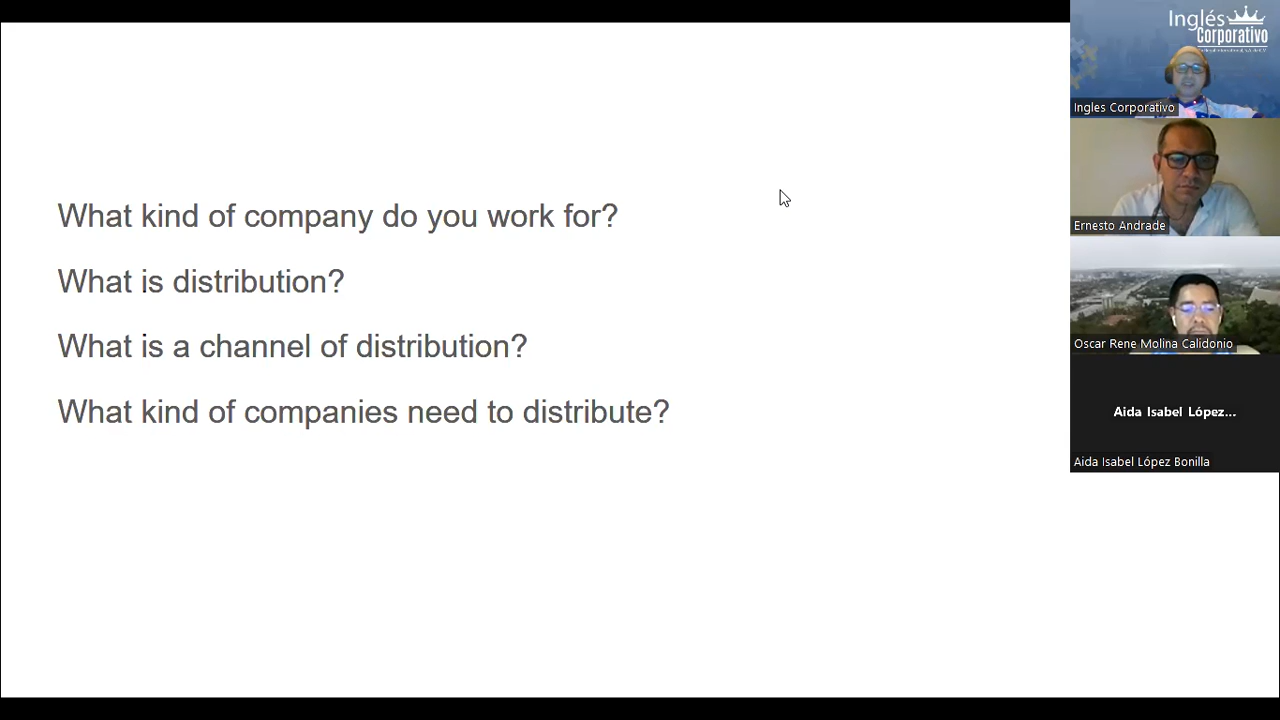 What kind of company do you work for?
What is distribution?
What is a channel of distribution?
What kind of companies need to distribute?
Inglés
Corporativo
Ingles Corporativo
Ernesto Andrade
Oscar Rene Molina Calidonio
Aida Isabel López...
Aida Isabel López Bonilla